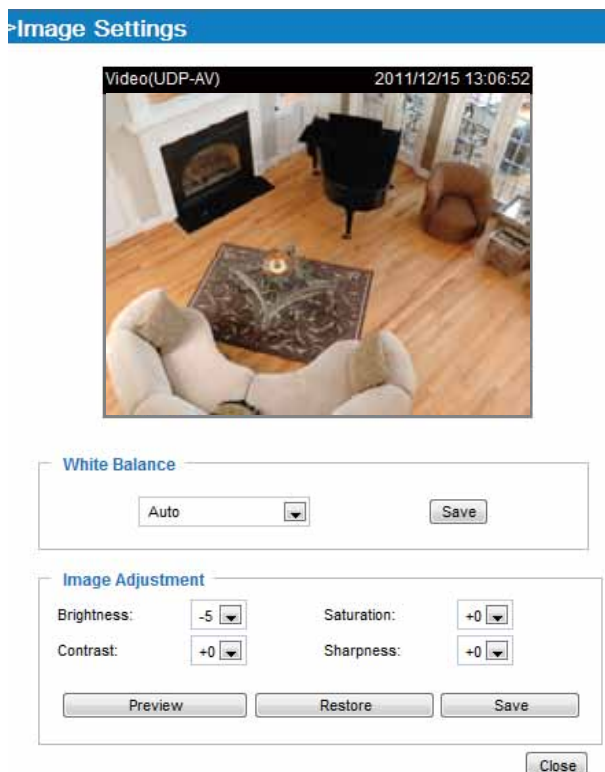 >Image Settings
Video(UDP-AV) 2011/12/15 13:06:52
White Balance
Auto Save
Image Adjustment
Brightness: -5 Saturation: +0
Contrast: +0 Sharpness: +0
Preview Restore Save
Close